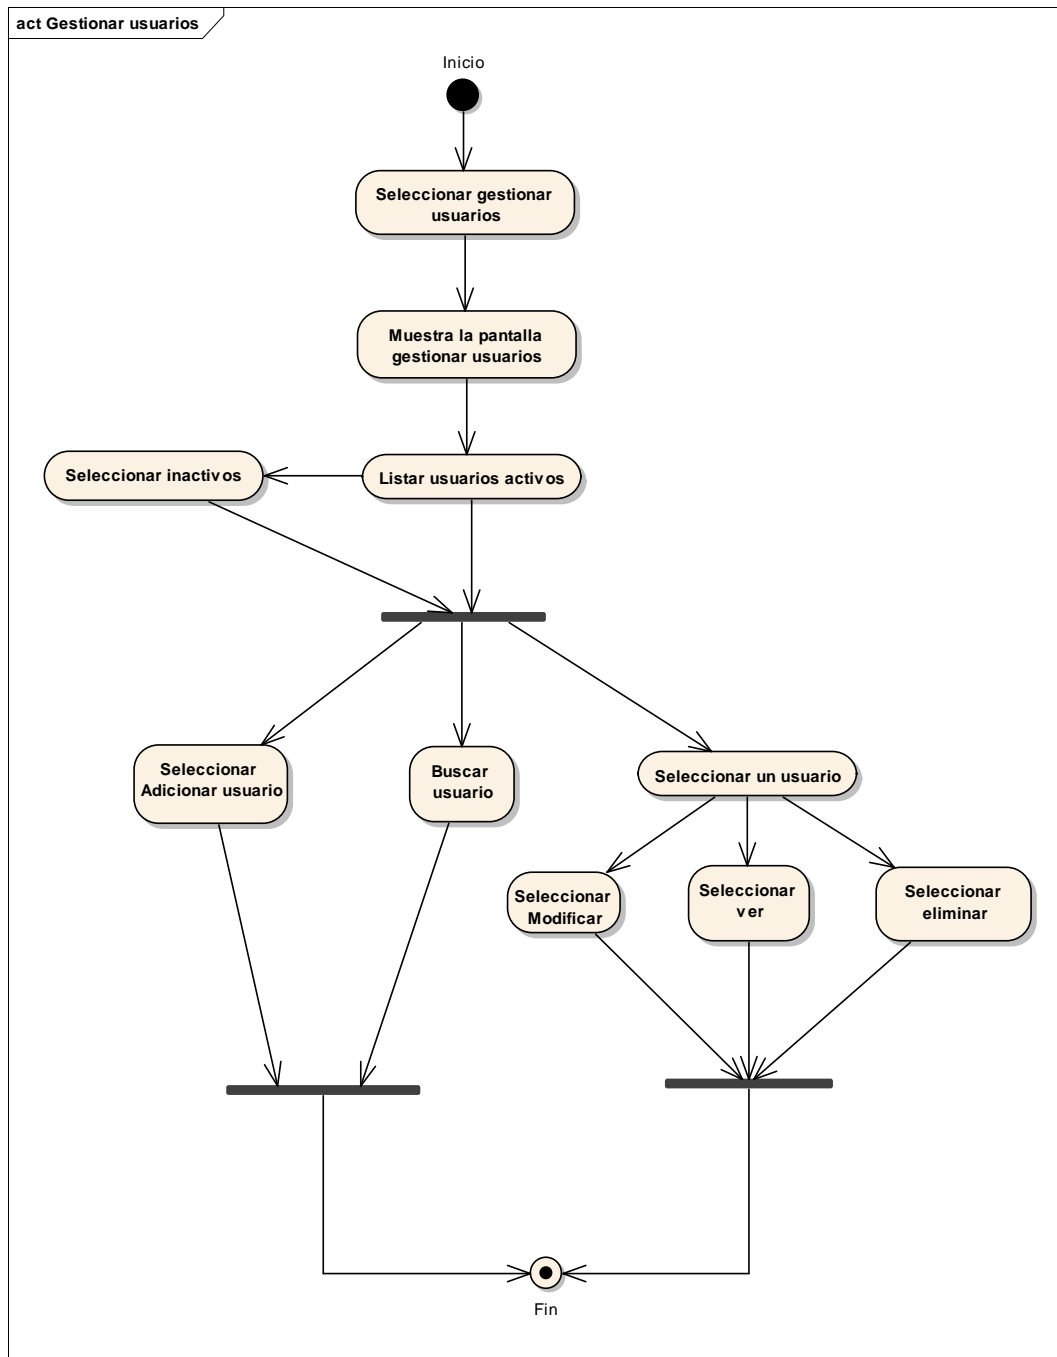 act Gestionar usuarios
Inicio
Seleccionar gestionar
usuarios
Muestra la pantalla
gestionar usuarios
Seleccionar inactivos
Listar usuarios activos
Seleccionar
Adicionar usuario
Buscar
usuario
Seleccionar un usuario
Seleccionar
Modificar
Seleccionar
ver
Seleccionar
eliminar
Fin